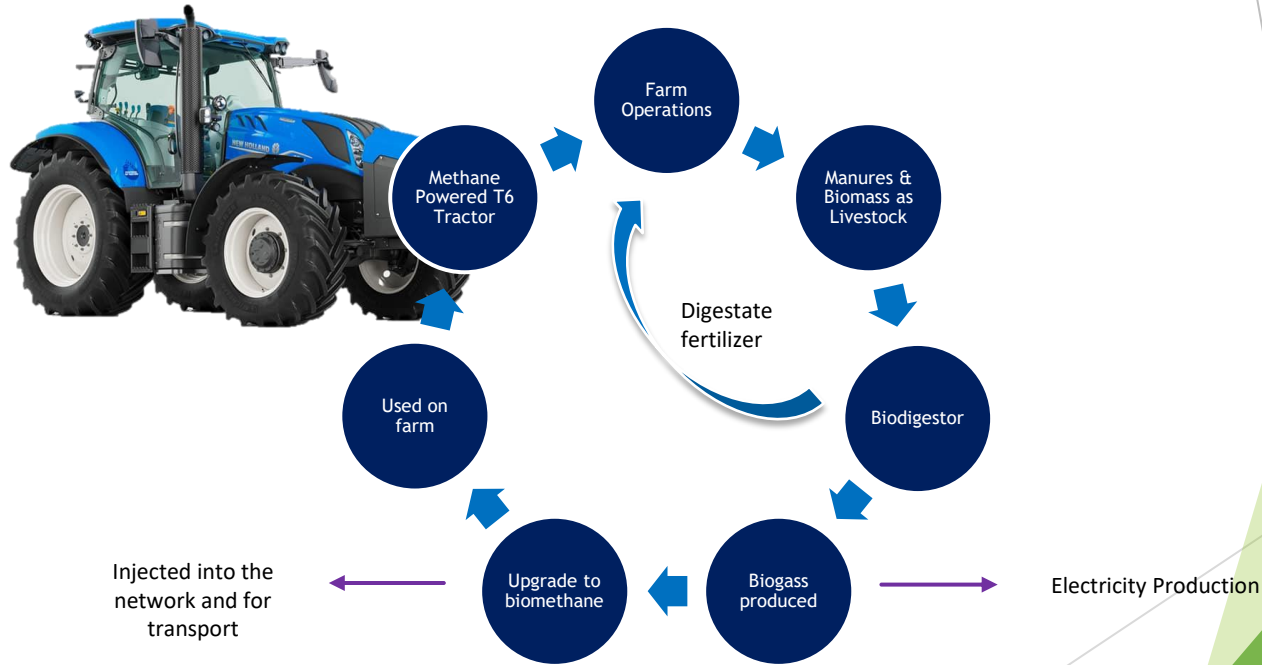 Farm
Operations
Manures &
Biomass as
Livestock
Biodigestor
Biogass
produced
Electricity Production
Upgrade to
biomethane
Injected into the
network and for
transport
Used on
farm
Methane
Powered T6
Tractor
Digestate
fertilizer
NEW HOLLAND